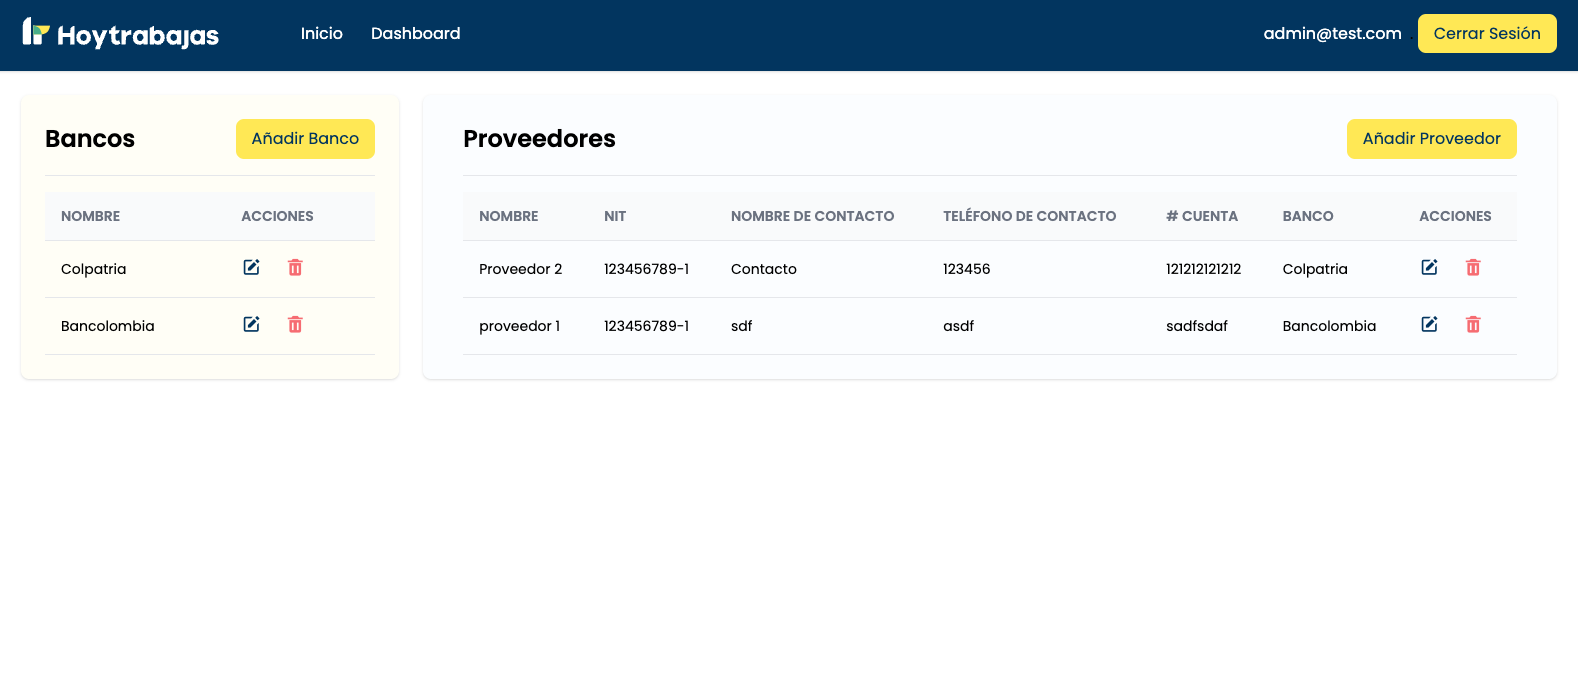 Hoytrabajas Inicio Dashboard admin@test.com Cerrar Sesión
Bancos Añadir Banco
NOMBRE ACCIONES
Colpatria
Bancolombia
Proveedores Añadir Proveedor
NOMBRE NIT NOMBRE DE CONTACTO TELÉFONO DE CONTACTO # CUENTA BANCO ACCIONES
Proveedor 2 123456789-1 Contacto 123456 121212121212 Colpatria
proveedor 1 123456789-1 sdf asdf sadfsdaf Bancolombia